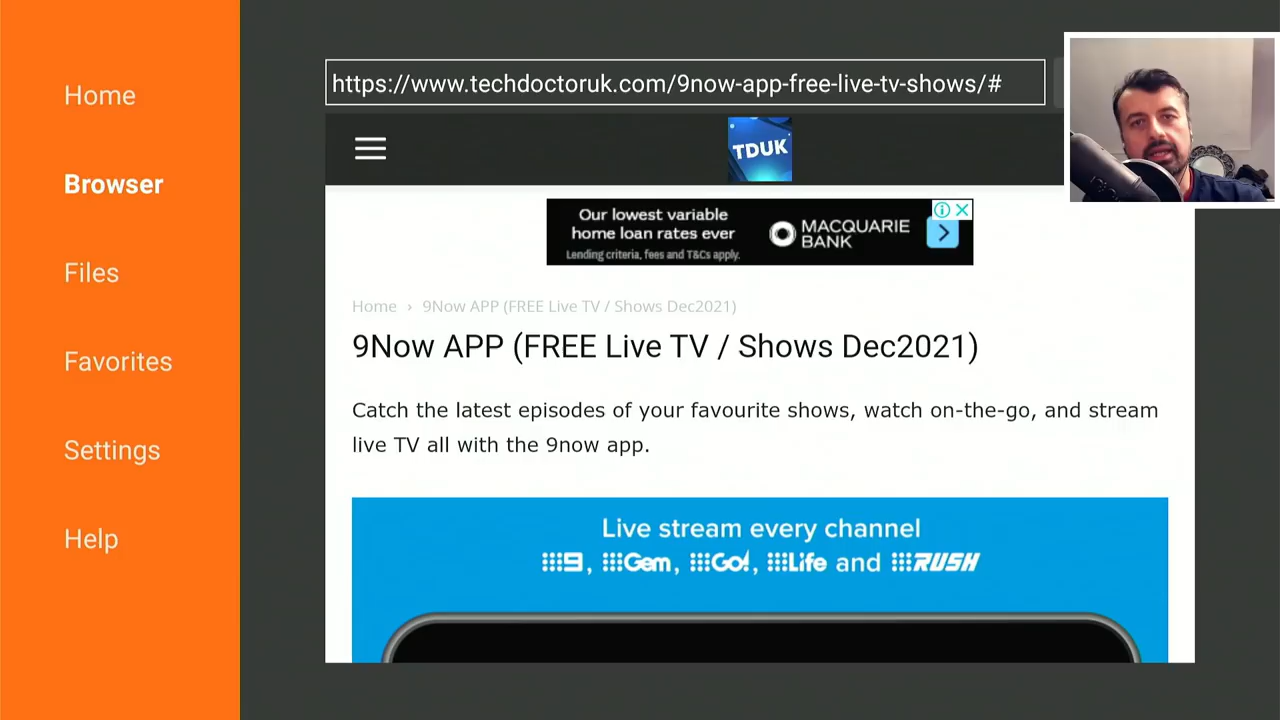 Home
Browser
Files
Favorites
Settings
Help
https://www.techdoctoruk.com/9now-app-free-live-tv-shows/#
TDUK
Our lowest variable
home loan rates ever
Lending criteria, fees and T&Cs apply.
MACQUARIE
BANK
Home › 9Now APP (FREE Live TV / Shows Dec2021)
9Now APP (FREE Live TV / Shows Dec2021)
Catch the latest episodes of your favourite shows, watch on-the-go, and stream
live TV all with the 9now app.
Live stream every channel
9, Gem, Go!, Life and RUSH